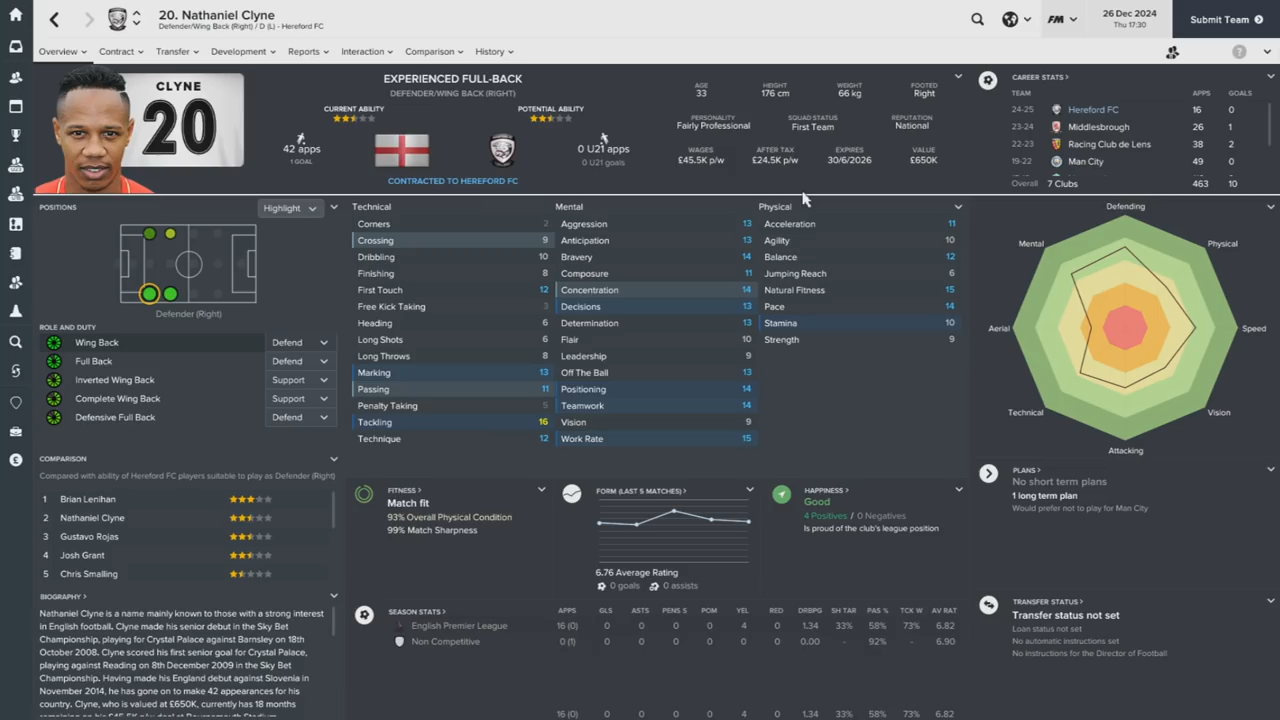 20. Nathaniel Clyne
Defender/Wing Back (Right) / D (L) - Hereford FC
FM
26 Dec 2024
Thu 17:30
Submit Team
Overview
Contract
Transfer
Development
Reports
Interaction
Comparison
History
CLYNE
20
EXPERIENCED FULL-BACK
DEFENDER/WING BACK (RIGHT)
CURRENT ABILITY
POTENTIAL ABILITY
42 apps
1 GOAL
0 U21 apps
0 U21 goals
CONTRACTED TO HEREFORD FC
AGE
33
HEIGHT
176 cm
WEIGHT
66 kg
FOOTED
Right
PERSONALITY
Fairly Professional
SQUAD STATUS
First Team
REPUTATION
National
WAGES
£45.5K p/w
AFTER TAX
£24.5K p/w
EXPIRES
30/6/2026
VALUE
£650K
CAREER STATS >
TEAM APPS GOALS
24-25 Hereford FC 16 0
23-24 Middlesbrough 26 1
22-23 Racing Club de Lens 38 2
19-22 Man City 49 0
Overall 7 Clubs 463 10
POSITIONS
Highlight
Defender (Right)
ROLE AND DUTY
Wing Back Defend
Full Back Defend
Inverted Wing Back Support
Complete Wing Back Support
Defensive Full Back Defend
COMPARISON
Compared with ability of Hereford FC players suitable to play as Defender (Right)
1 Brian Lenihan
2 Nathaniel Clyne
3 Gustavo Rojas
4 Josh Grant
5 Chris Smalling
BIOGRAPHY >
Nathaniel Clyne is a name mainly known to those with a strong interest
in English football. Clyne made his senior debut in the Sky Bet
Championship, playing for Crystal Palace against Barnsley on 18th
October 2008. Clyne scored his first senior goal for Crystal Palace,
playing against Reading on 8th December 2009 in the Sky Bet
Championship. Having made his England debut against Slovenia in
November 2014, he has gone on to make 42 appearances for his
country. Clyne, who is valued at £650K, currently has 18 months
remaining on his £45.5K p/w deal at Bournemouth Stadium
Technical
Corners 2
Crossing 9
Dribbling 10
Finishing 8
First Touch 12
Free Kick Taking 3
Heading 6
Long Shots 6
Long Throws 8
Marking 13
Passing 11
Penalty Taking 5
Tackling 16
Technique 12
Mental
Aggression 13
Anticipation 13
Bravery 14
Composure 11
Concentration 14
Decisions 13
Determination 13
Flair 10
Leadership 9
Off The Ball 13
Positioning 14
Teamwork 14
Vision 9
Work Rate 15
Physical
Acceleration 11
Agility 10
Balance 12
Jumping Reach 6
Natural Fitness 15
Pace 14
Stamina 10
Strength 9
Defending
Physical
Speed
Vision
Attacking
Technical
Aerial
Mental
FITNESS >
Match fit
93% Overall Physical Condition
99% Match Sharpness
FORM (LAST 5 MATCHES) >
6.76 Average Rating
0 goals 0 assists
HAPPINESS >
Good
4 Positives / 0 Negatives
Is proud of the club's league position
PLANS >
No short term plans
1 long term plan
Would prefer not to play for Man City
SEASON STATS > APPS GLS ASTS PENS S POM YEL RED DRBPG SH TAR PAS % TCK W AV RAT
English Premier League 16 (0) 0 0 0 0 4 0 1.34 33% 58% 73% 6.82
Non Competitive 0 (1) 0 0 0 0 0 0 0.00 - 92% - 6.90
16 (0) 0 0 0 0 4 0 1.34 33% 58% 73% 6.82
TRANSFER STATUS >
Transfer status not set
Loan status not set
No automatic instructions set
No instructions for the Director of Football